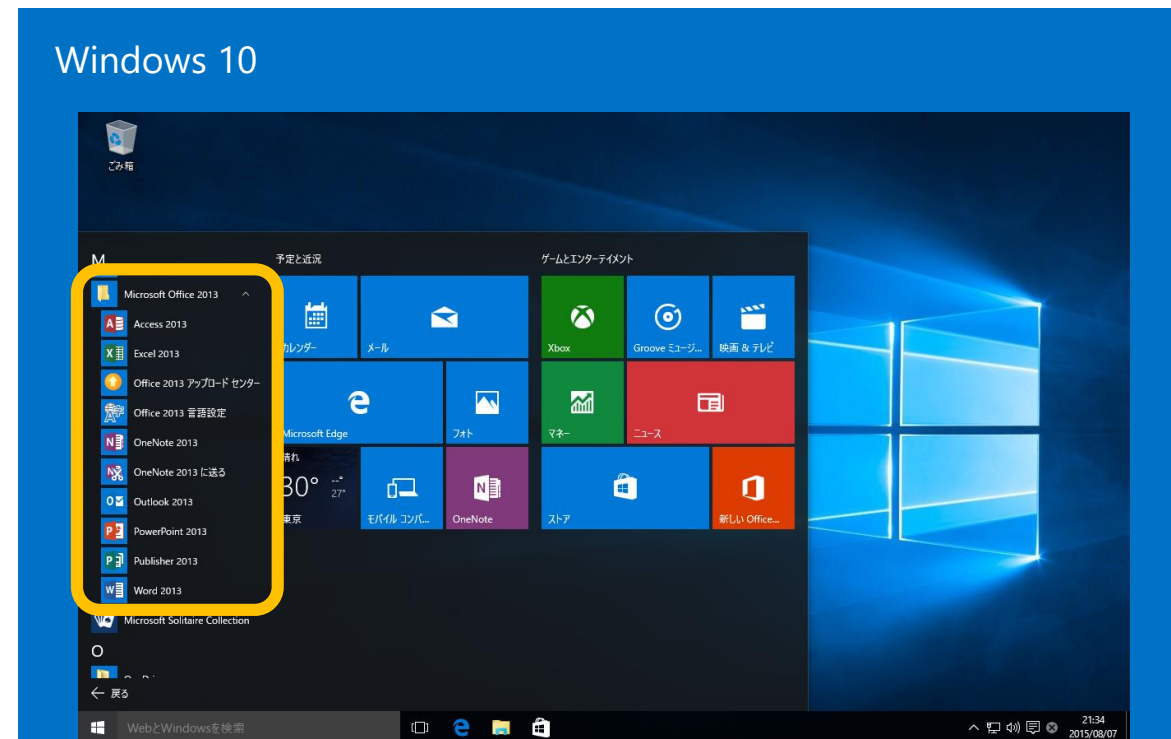 Windows 10
ごみ箱
M
Microsoft Office 2013
Access 2013
Excel 2013
Office 2013 アップロード センター
Office 2013 言語設定
OneNote 2013
OneNote 2013 に送る
Outlook 2013
PowerPoint 2013
Publisher 2013
Word 2013
Microsoft Solitaire Collection
O
戻る
予定と近況
カレンダー
メール
Microsoft Edge
フォト
晴れ
30°
27°
東京
モバイル コンパ...
OneNote
ゲームとエンターテイメント
Xbox
Groove ミュージ...
映画 & テレビ
マネー
ニュース
ストア
新しい Office...
WebとWindowsを検索
21:34
2015/08/07